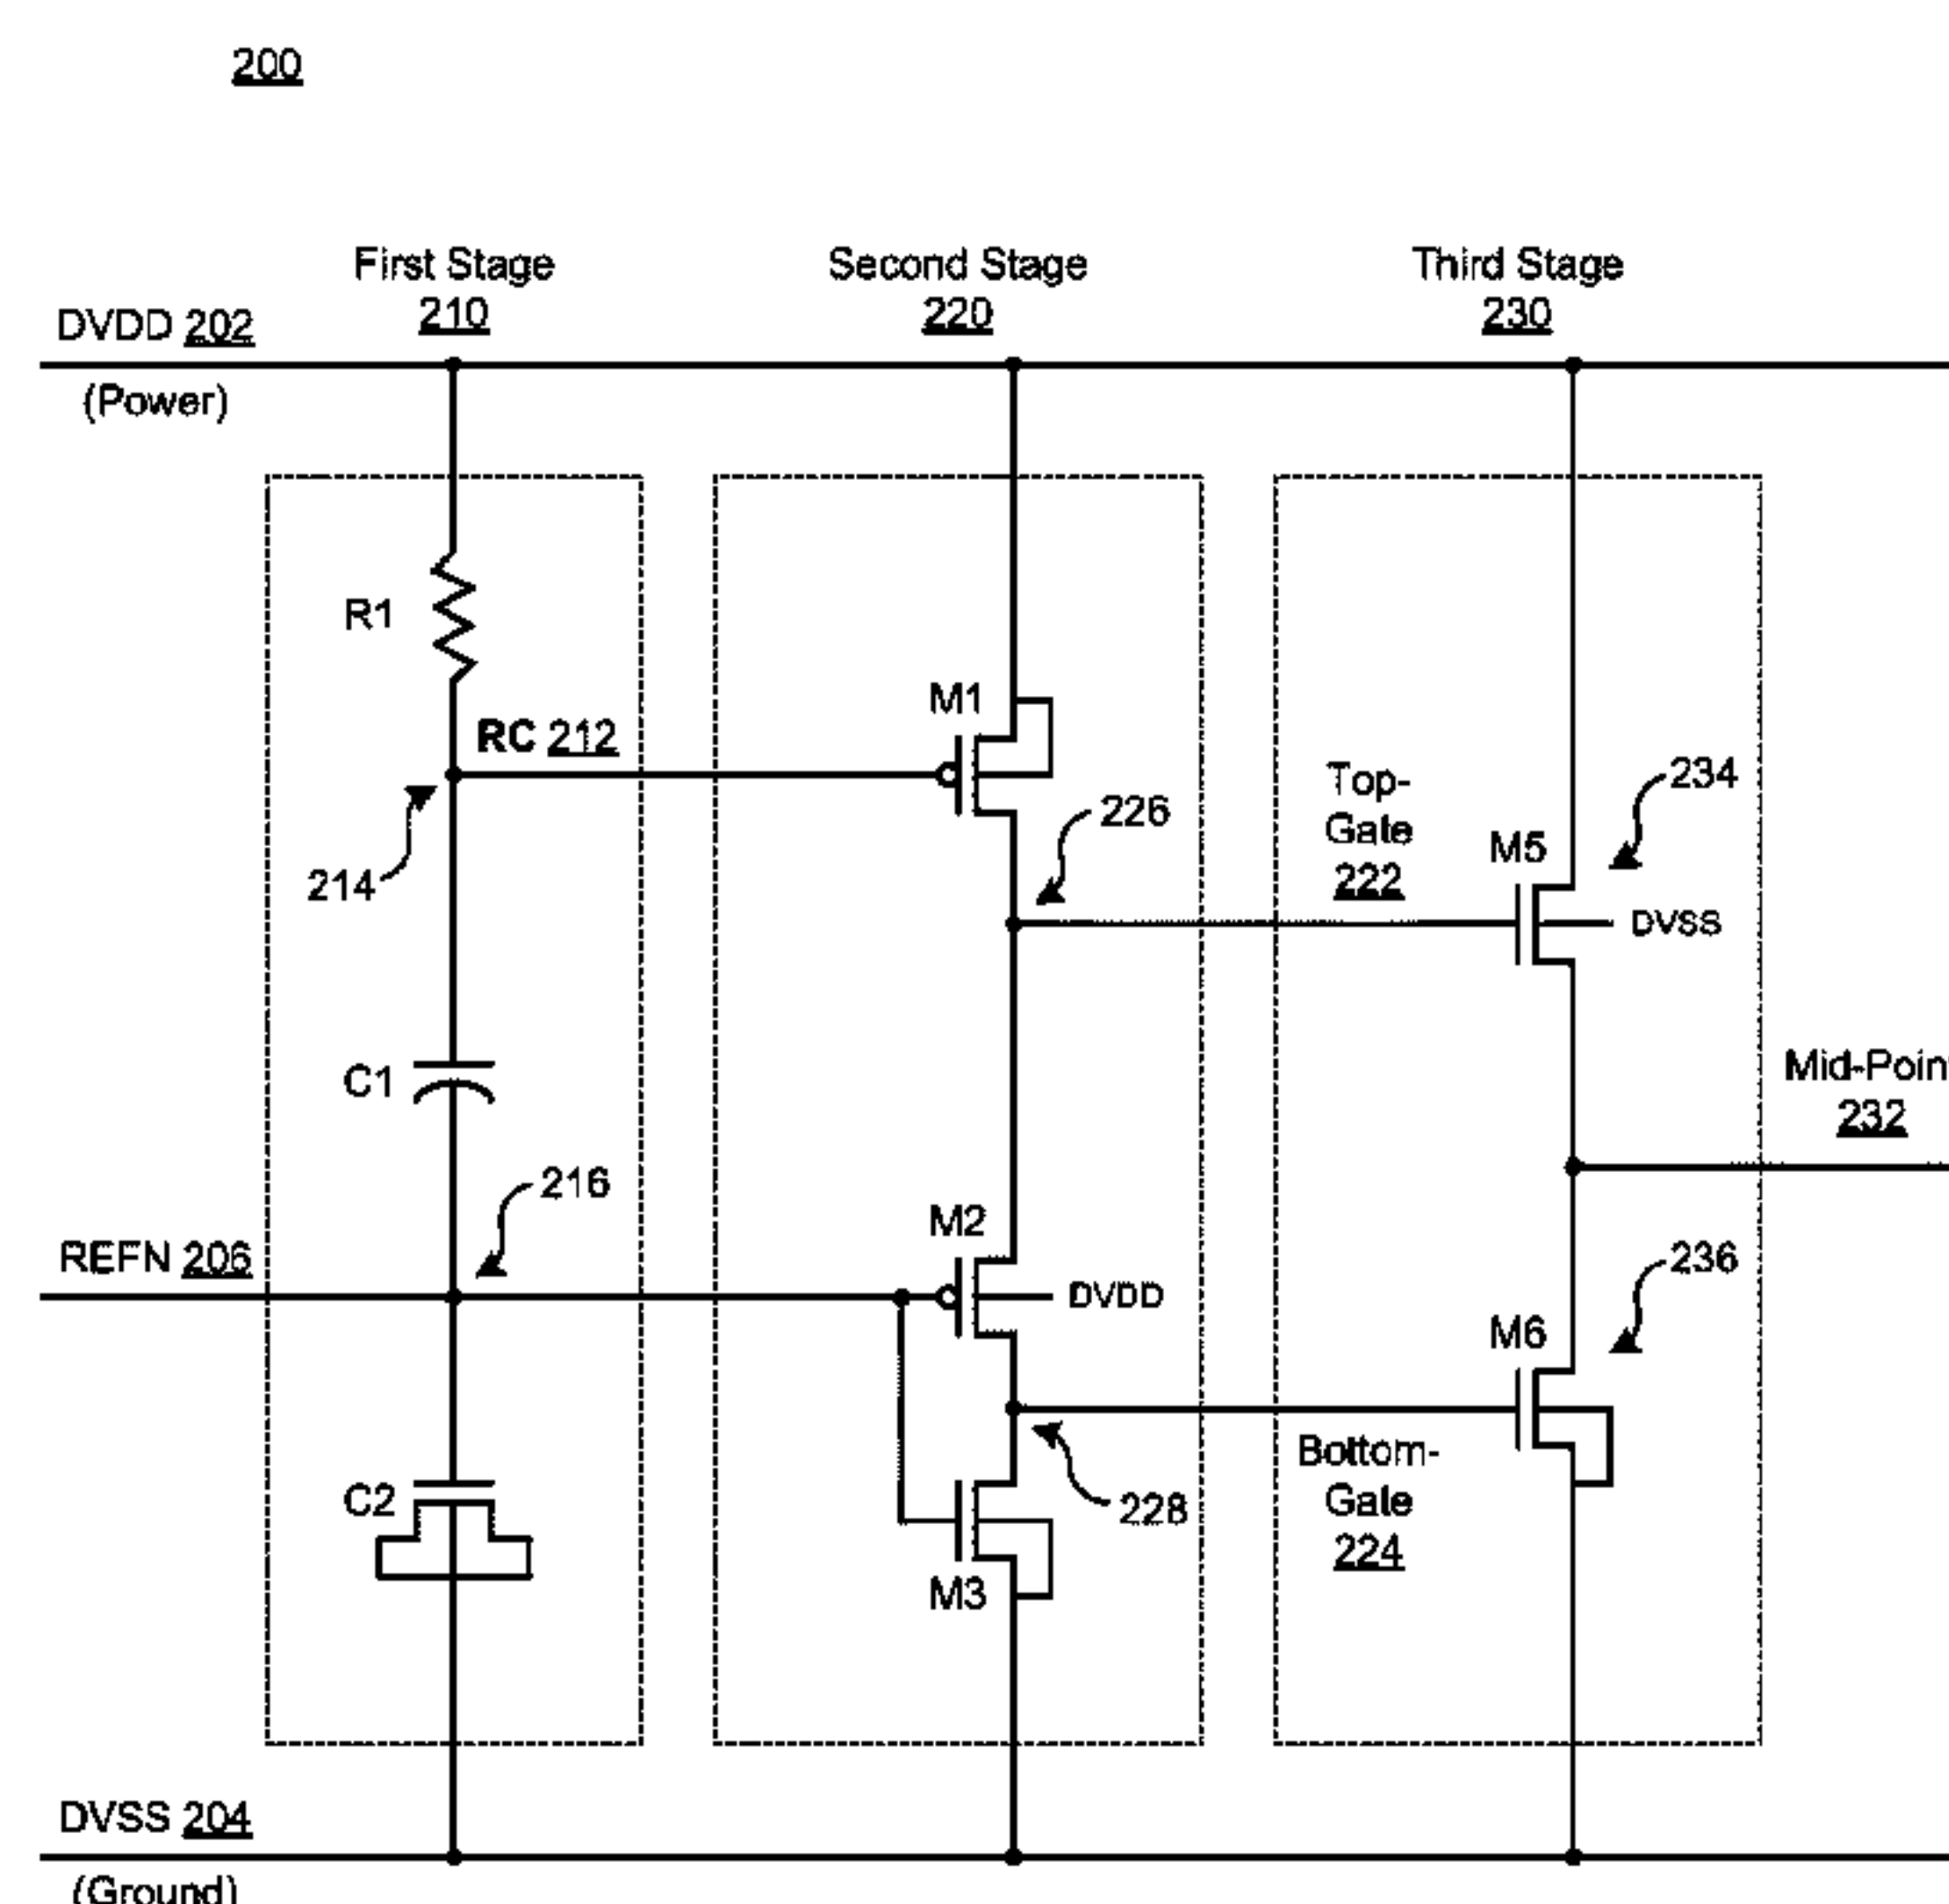 200
First Stage
210
Second Stage
220
Third Stage
230
DVDD 202
(Power)
R1
RC 212
214
C1
216
REFN 206
C2
M1
226
M2
DVDD
228
M3
Top-
Gate
222
234
M5
DVSS
Mid-Poin
232
236
M6
Bottom-
Gate
224
DVSS 204
(Ground)